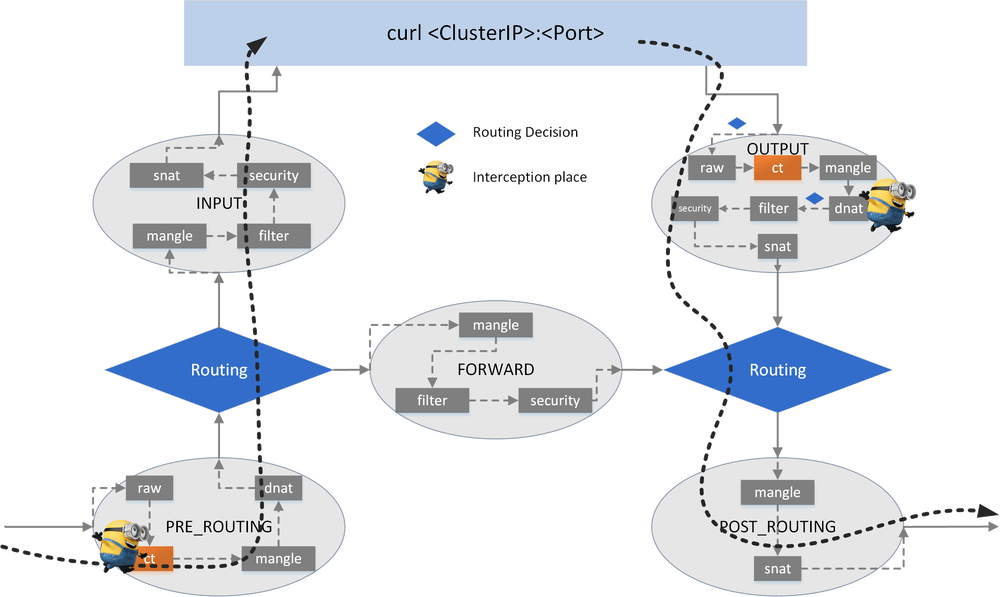 curl <ClusterIP>:<Port>
Routing Decision
Interception place
snat
security
INPUT
mangle
filter
OUTPUT
raw
ct
mangle
security
filter
dnat
snat
Routing
mangle
FORWARD
filter
security
Routing
raw
dnat
PRE_ROUTING
ct
mangle
mangle
POST_ROUTING
snat